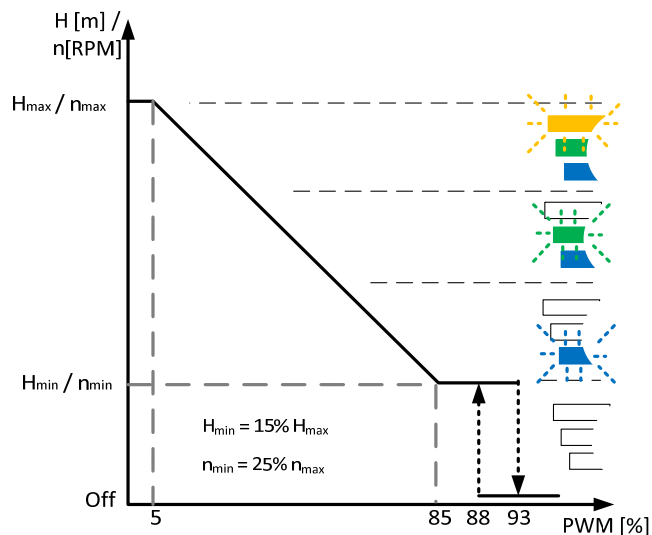 H [m] /
n[RPM]
Hmax / nmax
Hmin / nmin
Hmin = 15% Hmax
nmin = 25% nmax
Off
5
85
88
93
PWM [%]